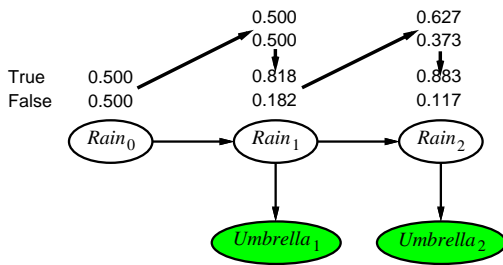 0.500 0.627
0.500 0.373
True 0.500 0.818 0.883
False 0.500 0.182 0.117
Rain0 Rain1 Rain2
Umbrella1 Umbrella2